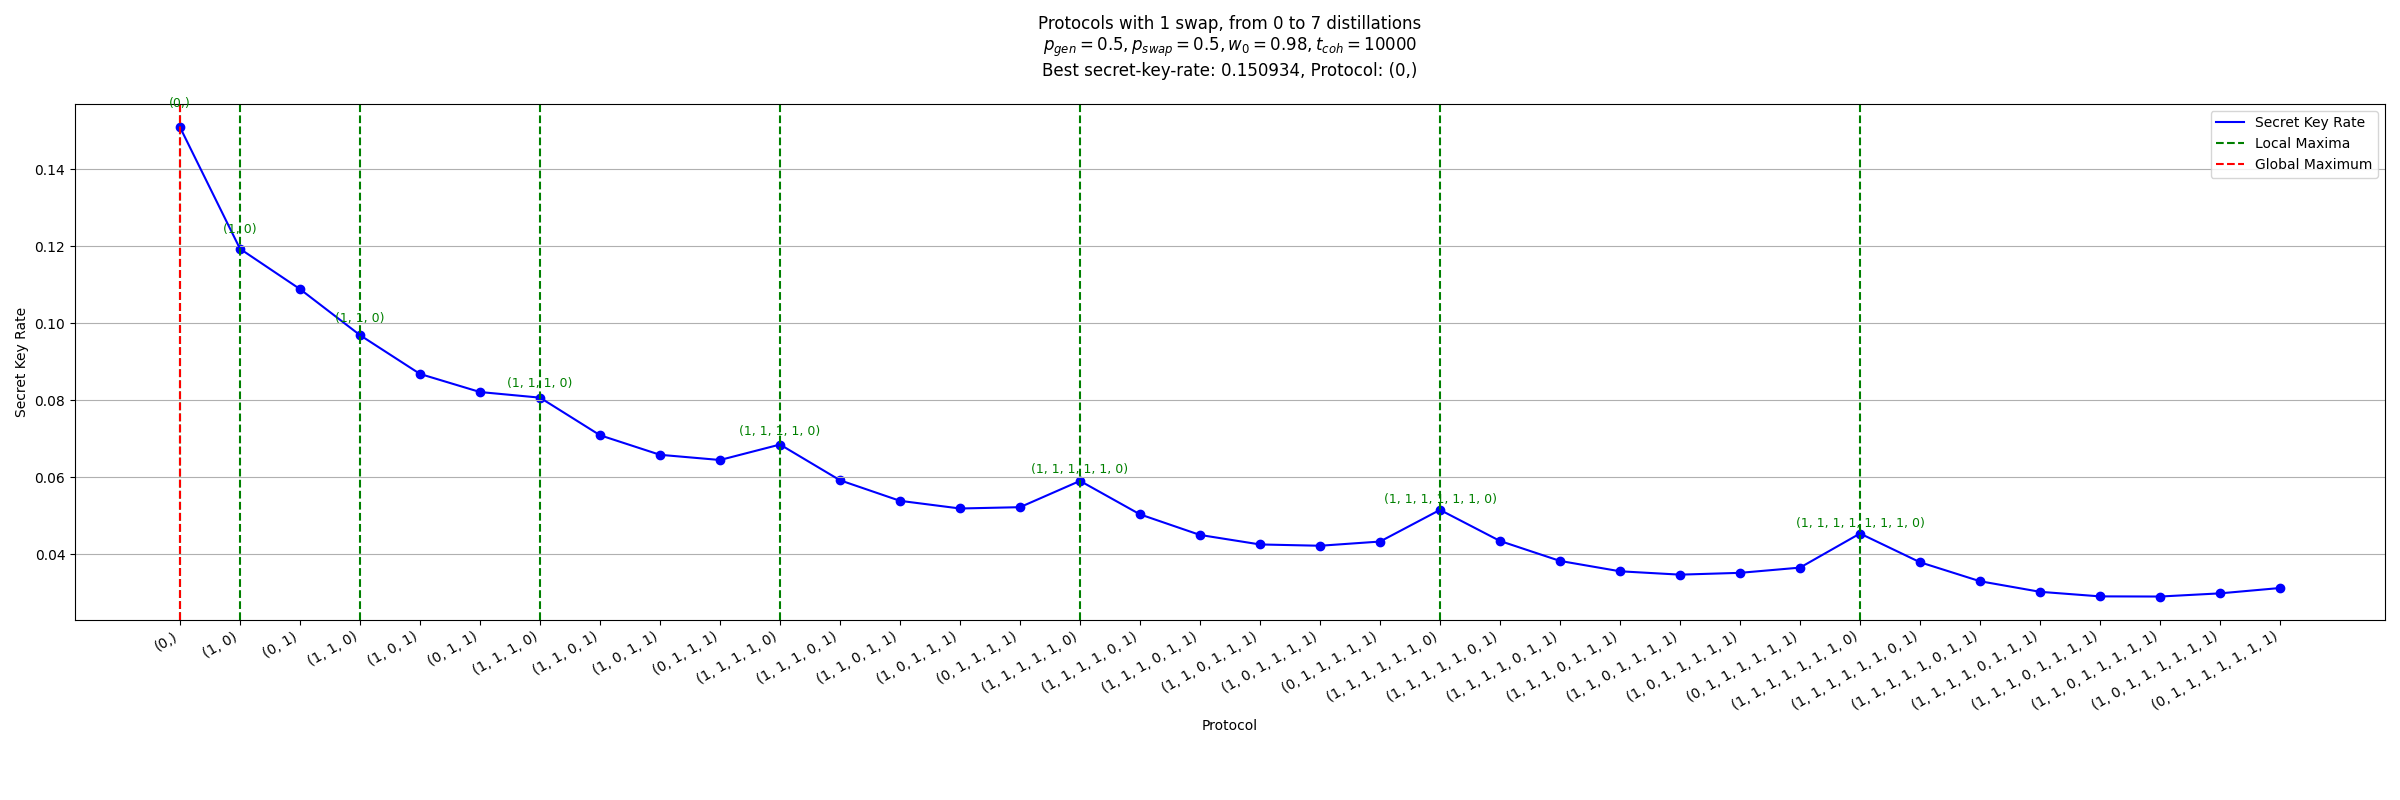 Protocols with 1 swap, from 0 to 7 distillations
p_gen = 0.5, p_swap = 0.5, w_0 = 0.98, t_coh = 10000
Best secret-key-rate: 0.150934, Protocol: (0,)
Secret Key Rate
Local Maxima
Global Maximum
(0,)
(1, 0)
(1, 1, 0)
(1, 1, 1, 0)
(1, 1, 1, 1, 0)
(1, 1, 1, 1, 1, 0)
(1, 1, 1, 1, 1, 1, 0)
(1, 1, 1, 1, 1, 1, 1, 0)
Secret Key Rate
0.14
0.12
0.10
0.08
0.06
0.04
(0,)
(1, 0)
(0, 1)
(1, 1, 0)
(1, 0, 1)
(0, 1, 1)
(1, 1, 1, 0)
(1, 1, 0, 1)
(1, 0, 1, 1)
(0, 1, 1, 1)
(1, 1, 1, 1, 0)
(1, 1, 1, 0, 1)
(1, 1, 0, 1, 1)
(1, 0, 1, 1, 1)
(0, 1, 1, 1, 1)
(1, 1, 1, 1, 1, 0)
(1, 1, 1, 1, 0, 1)
(1, 1, 1, 0, 1, 1)
(1, 1, 0, 1, 1, 1)
(1, 0, 1, 1, 1, 1)
(0, 1, 1, 1, 1, 1)
(1, 1, 1, 1, 1, 1, 0)
(1, 1, 1, 1, 1, 0, 1)
(1, 1, 1, 1, 0, 1, 1)
(1, 1, 1, 0, 1, 1, 1)
(1, 1, 0, 1, 1, 1, 1)
(1, 0, 1, 1, 1, 1, 1)
(0, 1, 1, 1, 1, 1, 1)
(1, 1, 1, 1, 1, 1, 1, 0)
(1, 1, 1, 1, 1, 1, 0, 1)
(1, 1, 1, 1, 1, 0, 1, 1)
(1, 1, 1, 1, 0, 1, 1, 1)
(1, 1, 1, 0, 1, 1, 1, 1)
(1, 1, 0, 1, 1, 1, 1, 1)
(1, 0, 1, 1, 1, 1, 1, 1)
(0, 1, 1, 1, 1, 1, 1, 1)
Protocol